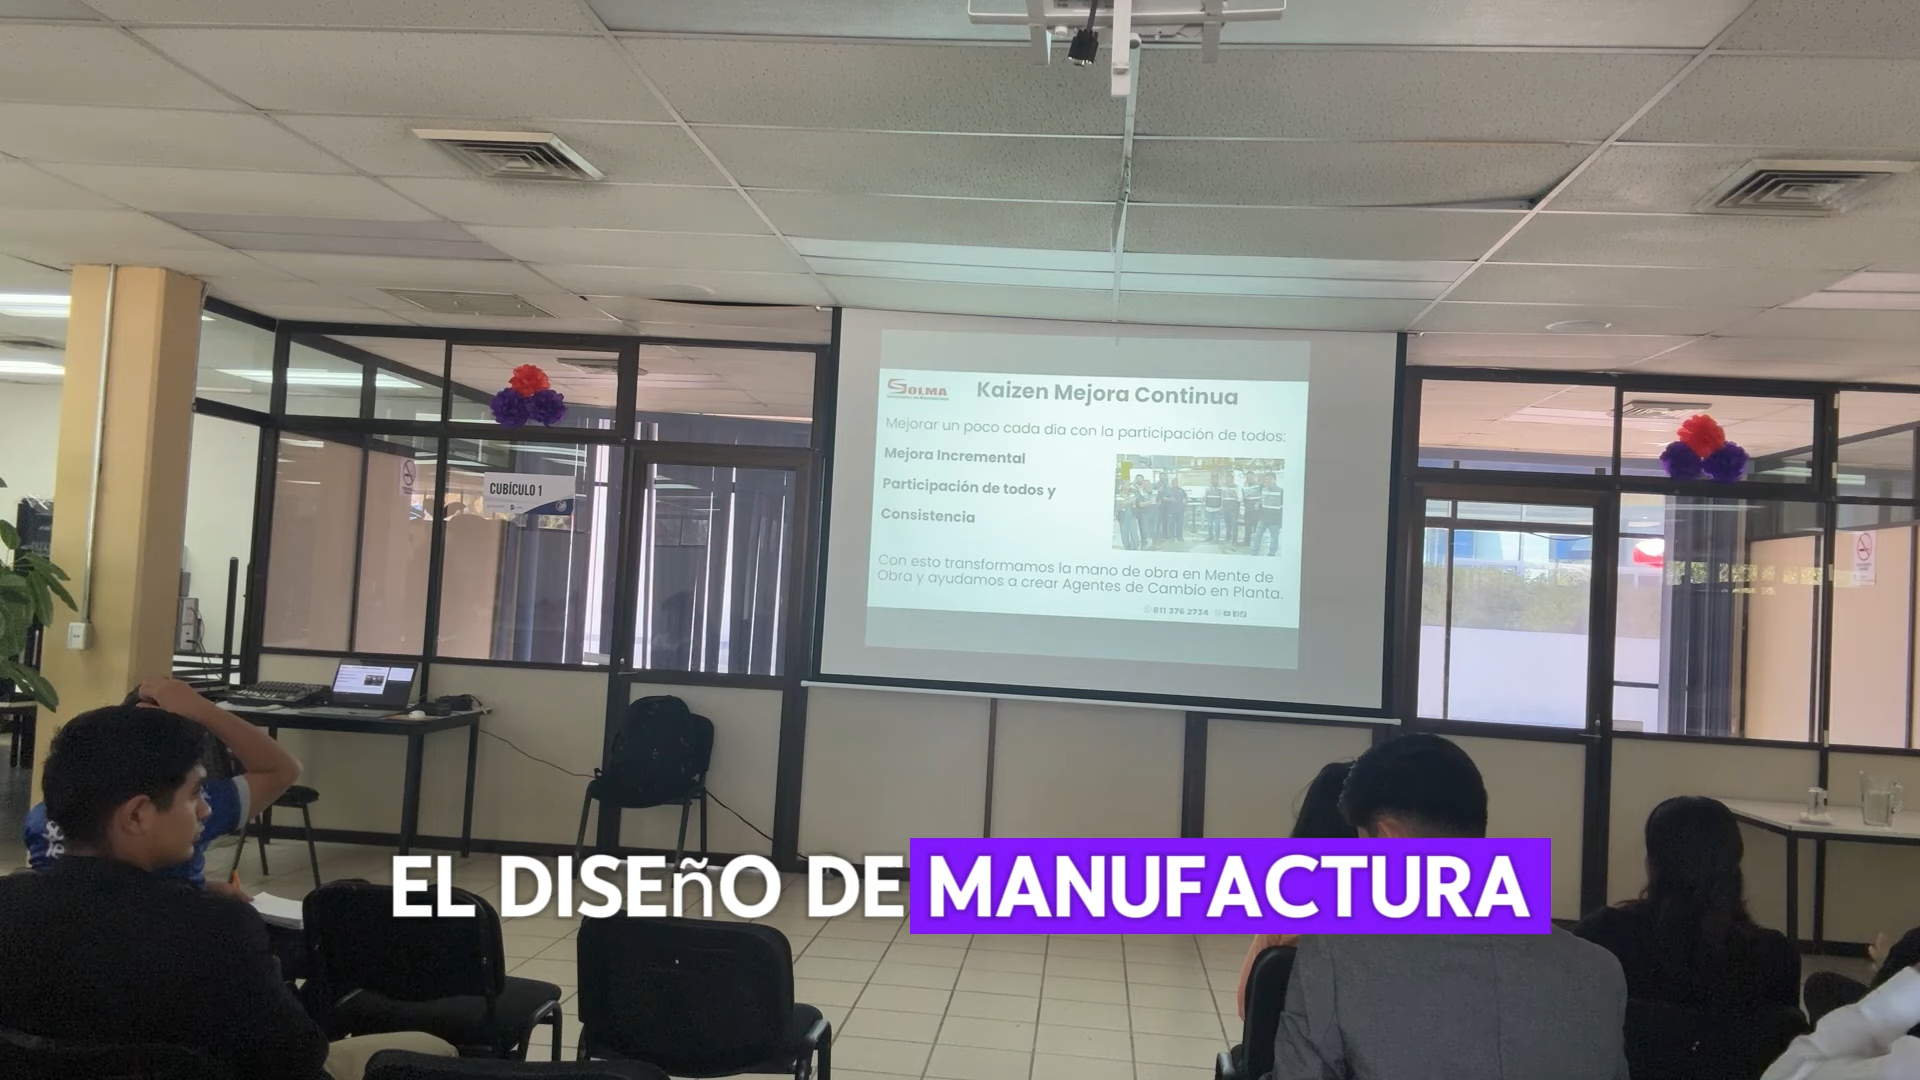 SOLMA
Kaizen Mejora Continua
Mejorar un poco cada día con la participación de todos:
Mejora Incremental
Participación de todos y
Consistencia
Con esto transformamos la mano de obra en Mente de
Obra y ayudamos a crear Agentes de Cambio en Planta.
811 376 2734
CUBÍCULO 1
EL DISEñO DE MANUFACTURA